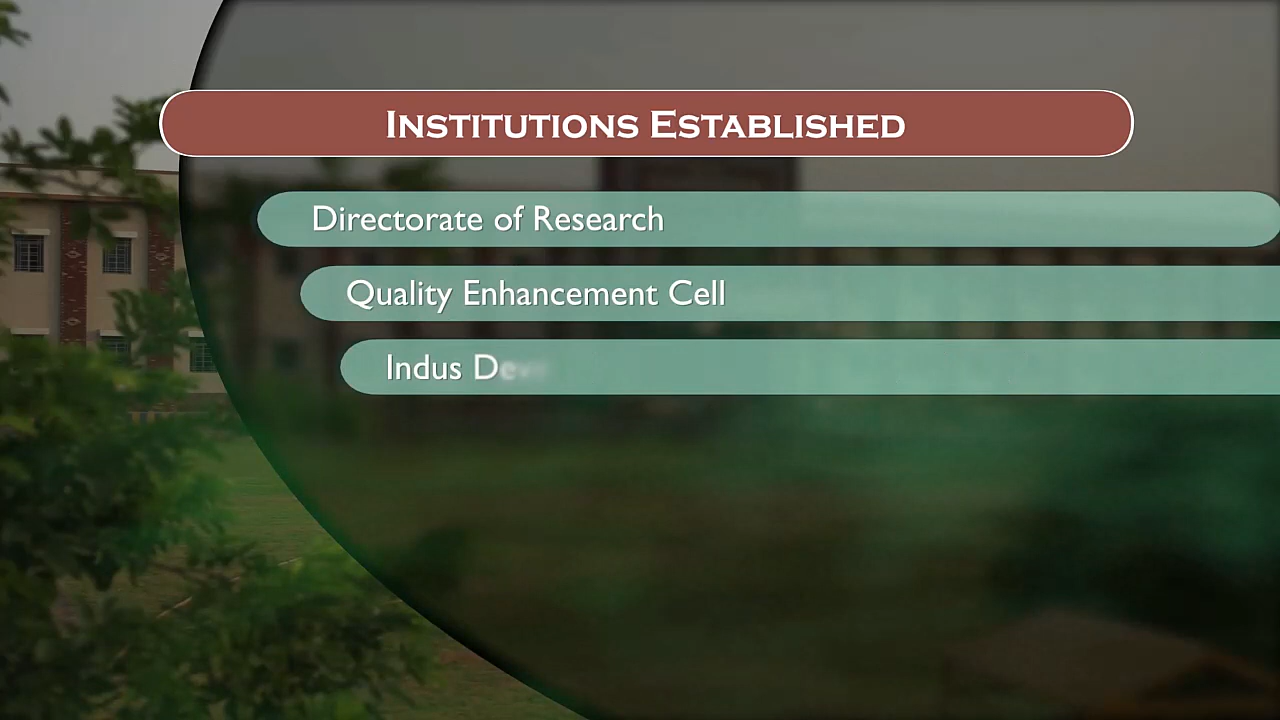 INSTITUTIONS ESTABLISHED
Directorate of Research
Quality Enhancement Cell
Indus